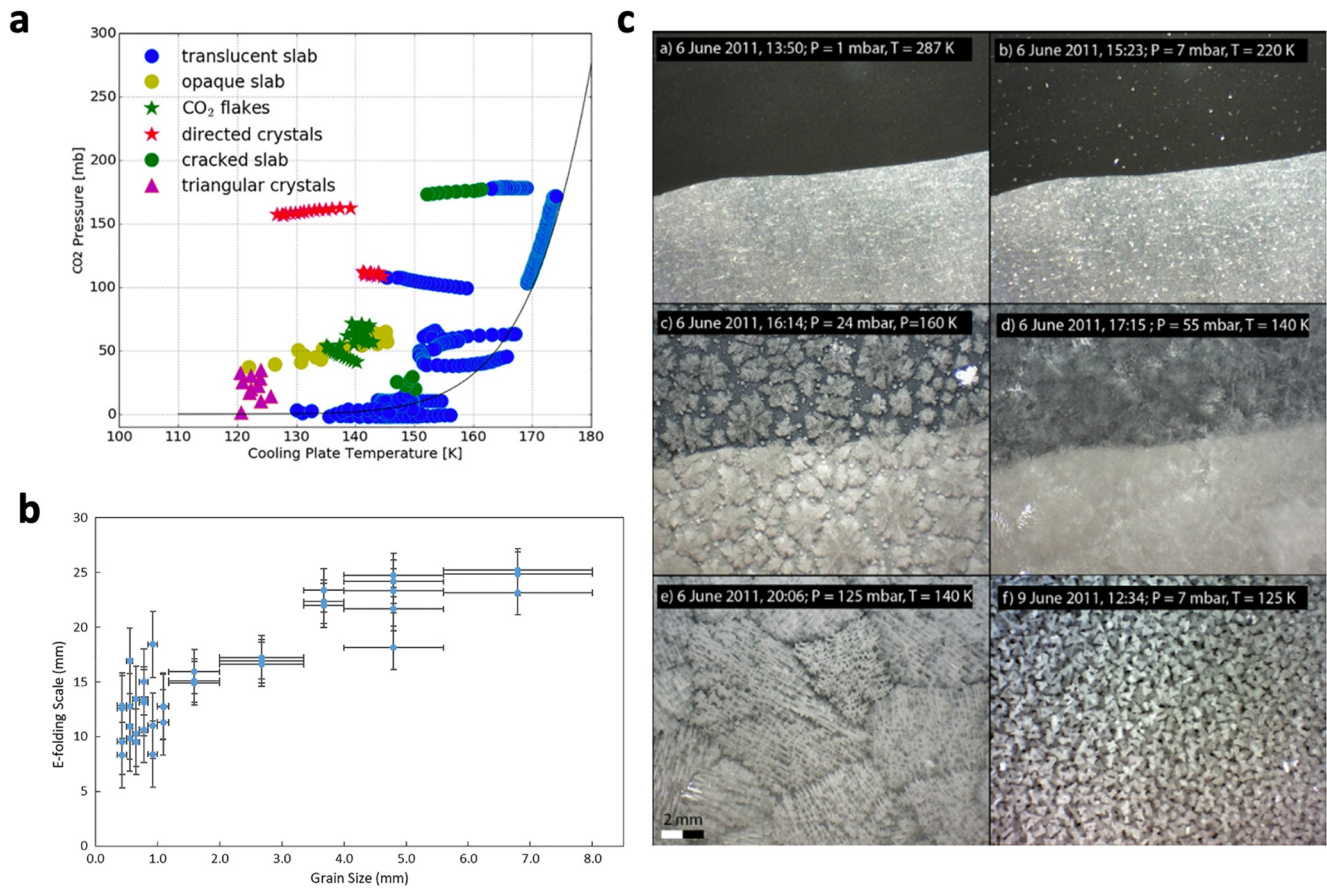 a
300
250
200
150
100
50
0
CO2 Pressure [mb]
translucent slab
opaque slab
CO₂ flakes
directed crystals
cracked slab
triangular crystals
100 110 120 130 140 150 160 170 180
Cooling Plate Temperature [K]
b
30
25
20
15
10
5
0
E-folding Scale (mm)
0.0 1.0 2.0 3.0 4.0 5.0 6.0 7.0 8.0
Grain Size (mm)
c
a) 6 June 2011, 13:50; P = 1 mbar, T = 287 K
b) 6 June 2011, 15:23; P = 7 mbar, T = 220 K
c) 6 June 2011, 16:14; P = 24 mbar, P=160 K
d) 6 June 2011, 17:15 ; P = 55 mbar, T = 140 K
e) 6 June 2011, 20:06; P = 125 mbar, T = 140 K
2 mm
f) 9 June 2011, 12:34; P = 7 mbar, T = 125 K